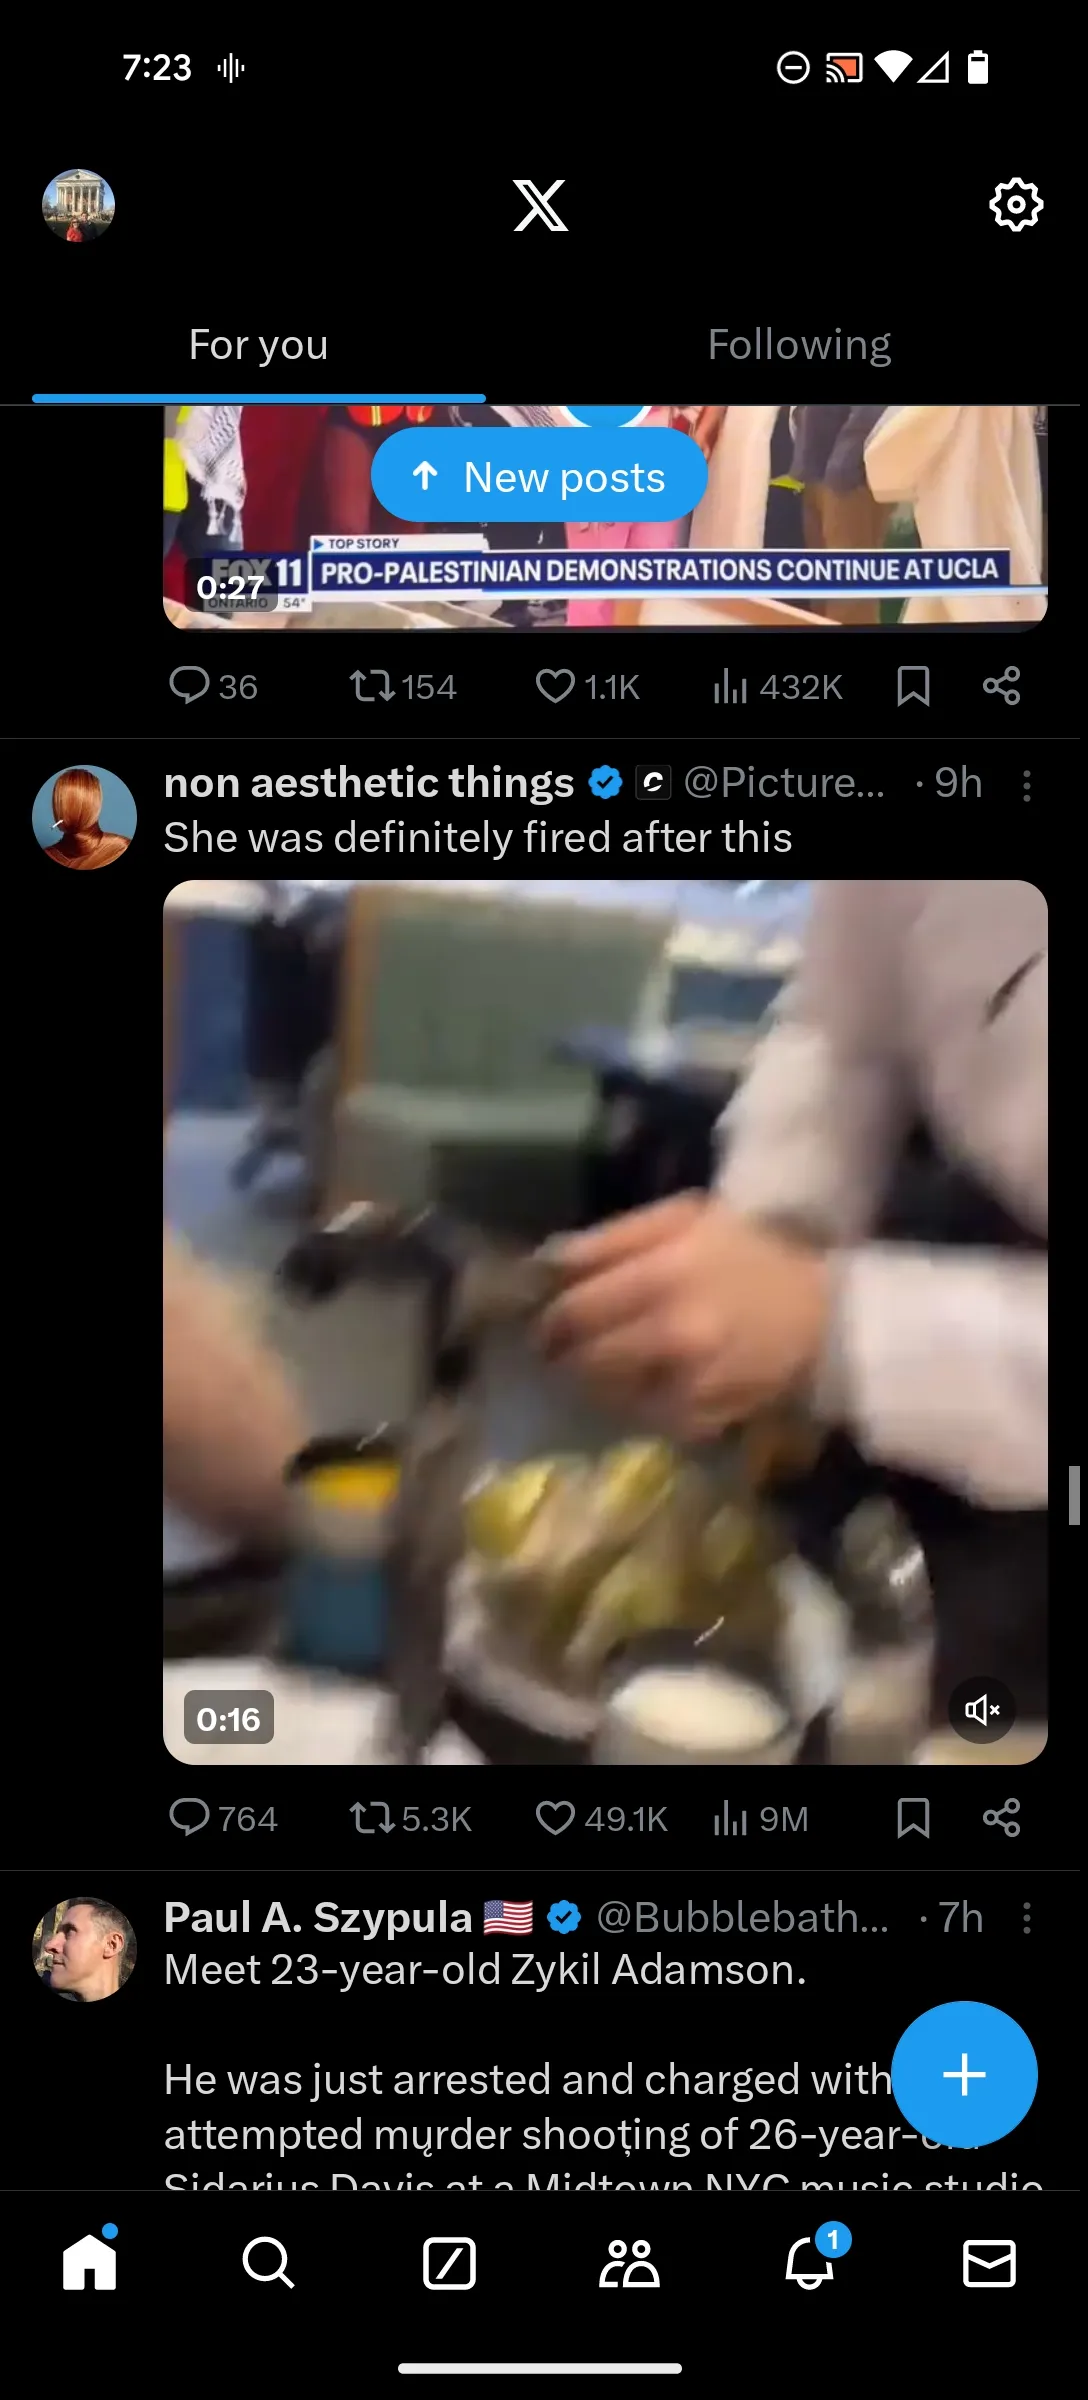 7:23
For you
Following
New posts
TOP STORY
FOX 11
PRO-PALESTINIAN DEMONSTRATIONS CONTINUE AT UCLA
0:27
ONTARIO 54°
36
154
1.1K
432K
non aesthetic things @Picture... · 9h
She was definitely fired after this
0:16
764
5.3K
49.1K
9M
Paul A. Szypula @Bubblebath... · 7h
Meet 23-year-old Zykil Adamson.
He was just arrested and charged with
attempted mųrder shooţing of 26-year-old
Sidarius Davis at a Midtown NYC music studio
1